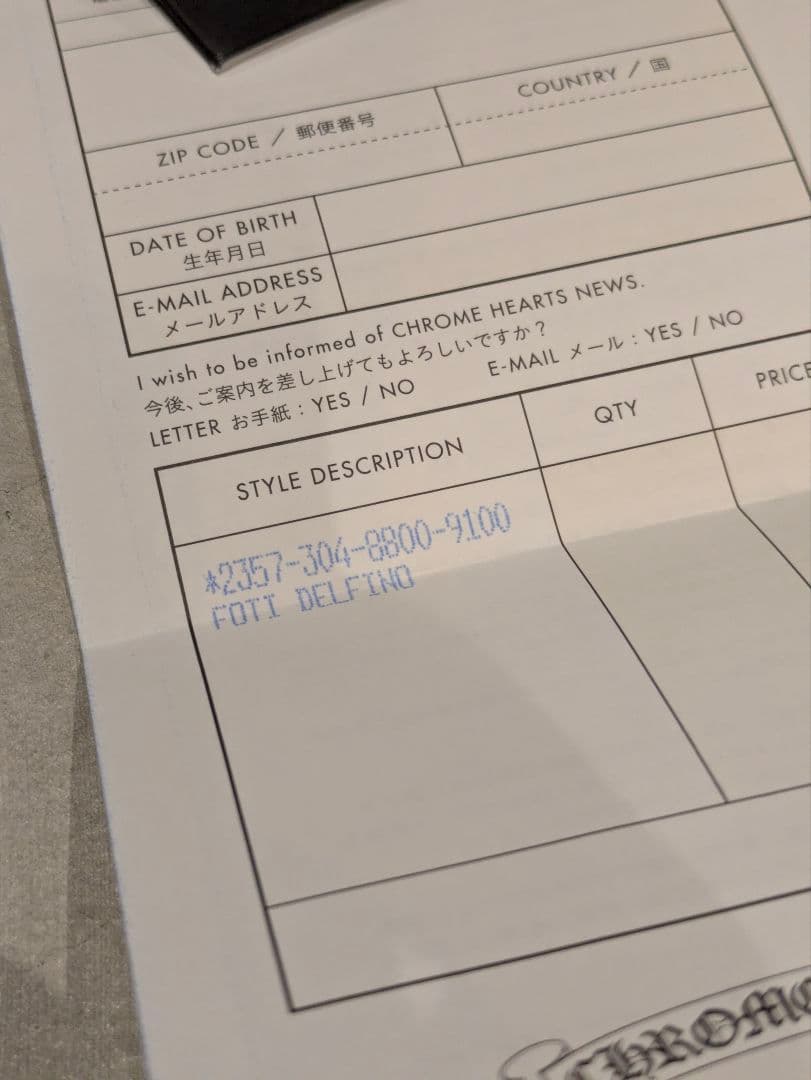 ZIP CODE / 郵便番号
COUNTRY / 国
DATE OF BIRTH
生年月日
E-MAIL ADDRESS
メールアドレス
I wish to be informed of CHROME HEARTS NEWS.
今後、ご案内を差し上げてもよろしいですか？
LETTER お手紙 : YES / NO E-MAIL メール : YES / NO
STYLE DESCRIPTION QTY PRICE
*2357-304-8800-9100
FOTI DELFINO